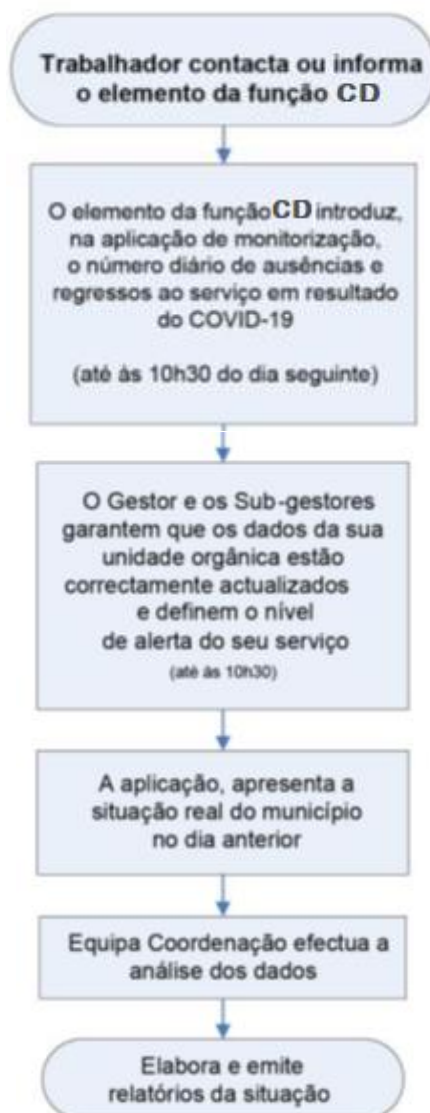 Trabalhador contacta ou informa
o elemento da função CD
O elemento da função CD introduz,
na aplicação de monitorização,
o número diário de ausências e
regressos ao serviço em resultado
do COVID-19
(até às 10h30 do dia seguinte)
O Gestor e os Sub-gestores
garantem que os dados da sua
unidade orgânica estão
correctamente actualizados
e definem o nível
de alerta do seu serviço
(até às 10h30)
A aplicação, apresenta a
situação real do município
no dia anterior
Equipa Coordenação efectua a
análise dos dados
Elabora e emite
relatórios da situação